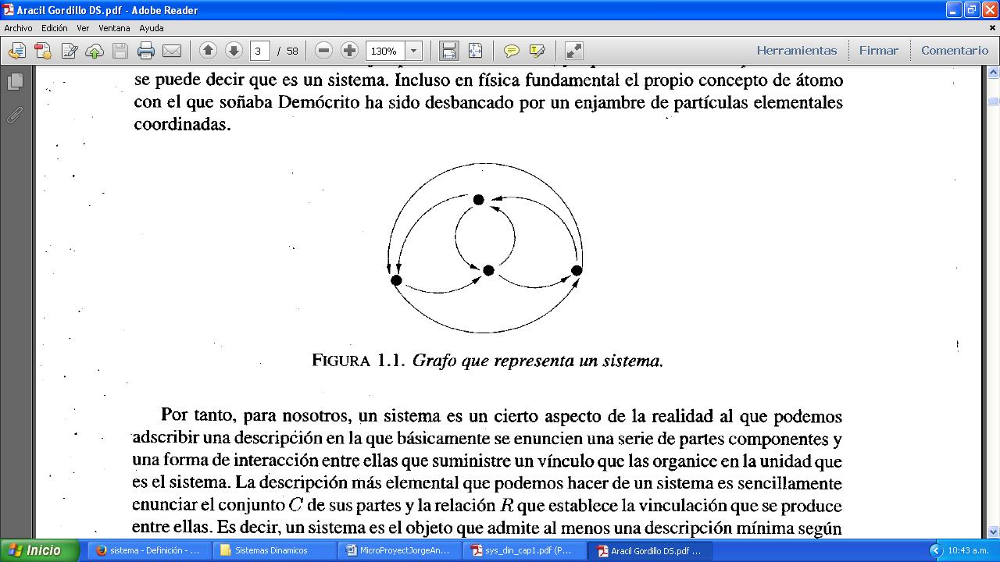 Aracil Gordillo DS.pdf - Adobe Reader
Archivo Edición Ver Ventana Ayuda
3 / 58 130% Herramientas Firmar Comentario
se puede decir que es un sistema. Incluso en física fundamental el propio concepto de átomo
con el que soñaba Demócrito ha sido desbancado por un enjambre de partículas elementales
coordinadas.
FIGURA 1.1. Grafo que representa un sistema.
Por tanto, para nosotros, un sistema es un cierto aspecto de la realidad al que podemos
adscribir una descripción en la que básicamente se enuncien una serie de partes componentes y
una forma de interacción entre ellas que suministre un vínculo que las organice en la unidad que
es el sistema. La descripción más elemental que podemos hacer de un sistema es sencillamente
enunciar el conjunto C de sus partes y la relación R que establece la vinculación que se produce
entre ellas. Es decir, un sistema es el objeto que admite al menos una descripción mínima según
Inicio sistema - Definición - ... Sistemas Dinamicos MicroProyectJorgeAn... sys_din_cap1.pdf (P... Aracil Gordillo DS.pdf ... 10:43 a.m.